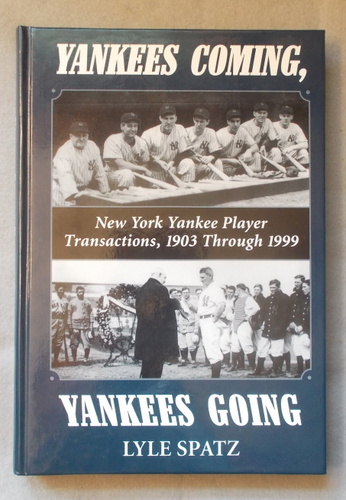 YANKEES COMING,
New York Yankee Player
Transactions, 1903 Through 1999
YANKEES GOING
LYLE SPATZ